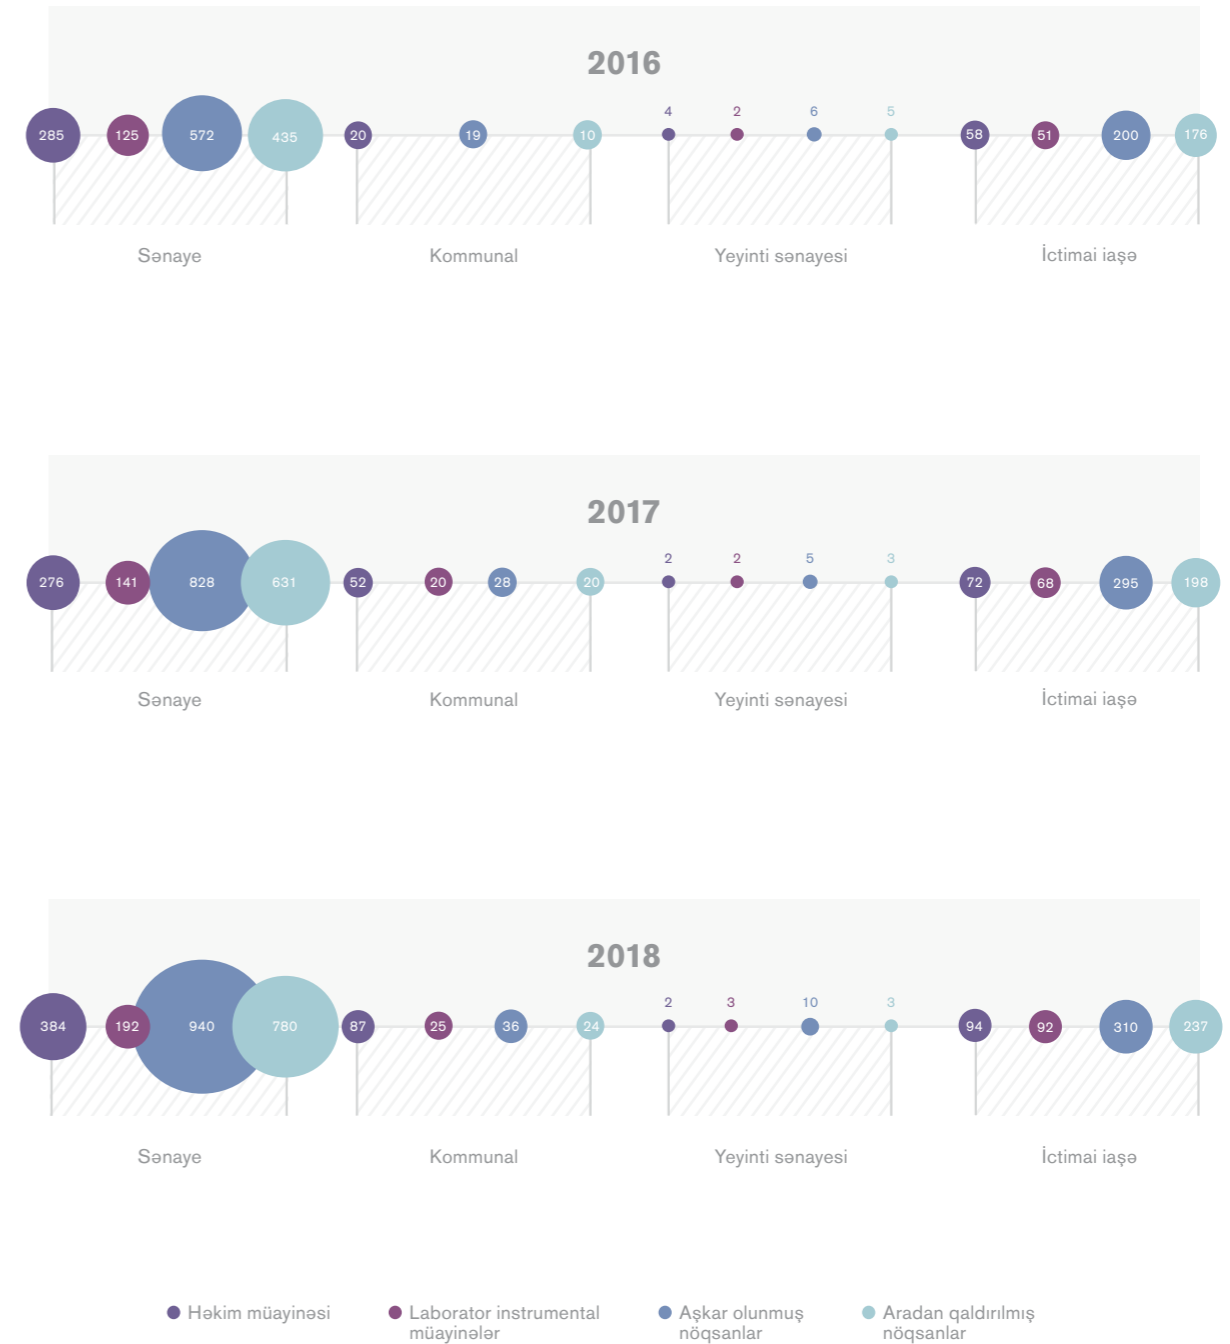 2016
285 125 572 435 20 19 10 4 2 6 5 58 51 200 176
Sənaye Kommunal Yeyinti sənayesi İctimai iaşə
2017
276 141 828 631 52 20 28 20 2 2 5 3 72 68 295 198
Sənaye Kommunal Yeyinti sənayesi İctimai iaşə
2018
384 192 940 780 87 25 36 24 2 3 10 3 94 92 310 237
Sənaye Kommunal Yeyinti sənayesi İctimai iaşə
Həkim müayinəsi
Laborator instrumental
müayinələr
Aşkar olunmuş
nöqsanlar
Aradan qaldırılmış
nöqsanlar